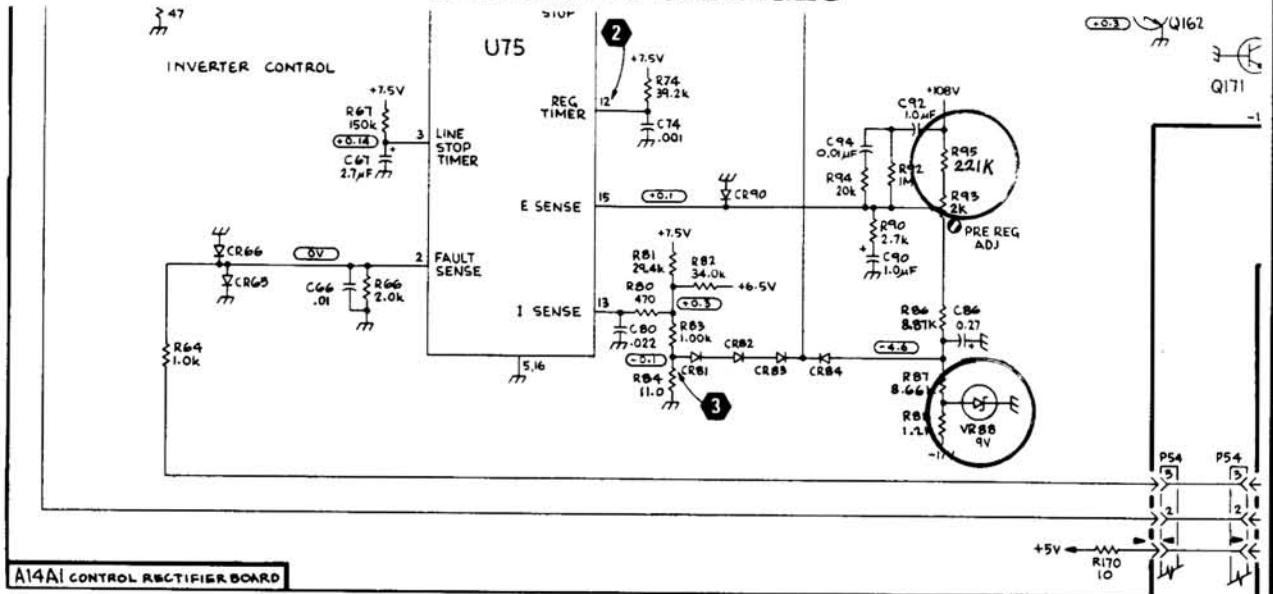 47
STOP
U75
2
+0.3
Q162
Q171
INVERTER CONTROL
+7.5V
R67
150K
+0.14
C67
2.7µF
3
LINE
STOP
TIMER
REG
TIMER
12
+7.5V
R74
39.2K
C74
.001
C92
1.0µF
+108V
C94
0.01µF
R94
20K
R92
1M
R95
221K
R93
2K
PRE REG
ADJ
E SENSE
15
+0.1
CR90
R90
2.7K
C90
1.0µF
CR66
CR65
0V
2
FAULT
SENSE
C66
.01
R66
2.0K
R64
1.0K
+7.5V
R81
29.4K
R82
34.0K
+6.5V
R80
470
+0.3
I SENSE
13
C80
.022
R83
1.00K
-0.1
CR81
CR82
CR83
CR84
-4.6
R84
11.0
3
5,16
R86
8.87K
C86
0.27
R87
8.66K
VR88
9V
P54
P54
3
3
2
2
+5V
R170
10
A14A1 CONTROL RECTIFIER BOARD